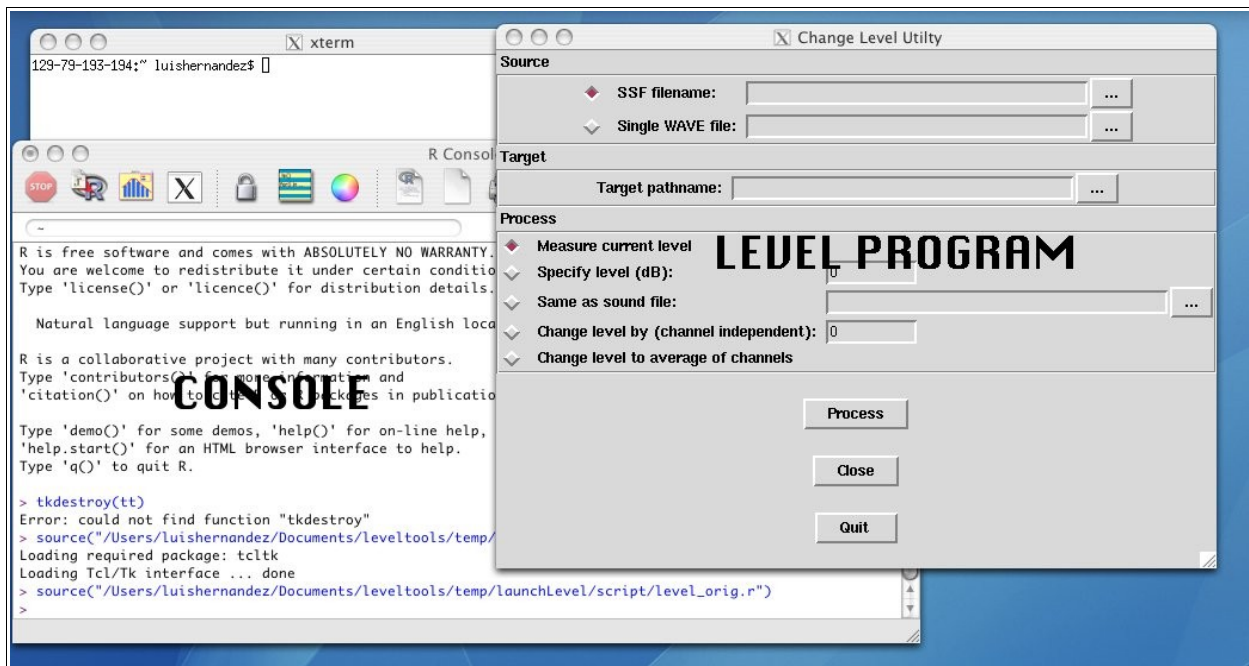 xterm
129-79-193-194:~ luishernandez$
R Consol
STOP
R
X
~
R is free software and comes with ABSOLUTELY NO WARRANTY.
You are welcome to redistribute it under certain conditio
Type 'license()' or 'licence()' for distribution details.
Natural language support but running in an English loca
R is a collaborative project with many contributors.
Type 'contributors()' for more information and
'citation()' on how to R packages in publicatio
CONSOLE
Type 'demo()' for some demos, 'help()' for on-line help,
'help.start()' for an HTML browser interface to help.
Type 'q()' to quit R.
> tkdestroy(tt)
Error: could not find function "tkdestroy"
> source("/Users/luishernandez/Documents/leveltools/temp/
Loading required package: tcltk
Loading Tcl/Tk interface ... done
> source("/Users/luishernandez/Documents/leveltools/temp/launchLevel/script/level_orig.r")
>
X Change Level Utilty
Source
SSF filename: ...
Single WAVE file: ...
Target
Target pathname: ...
Process
Measure current level
LEVEL PROGRAM
Specify level (dB): 0
Same as sound file: ...
Change level by (channel independent): 0
Change level to average of channels
Process
Close
Quit